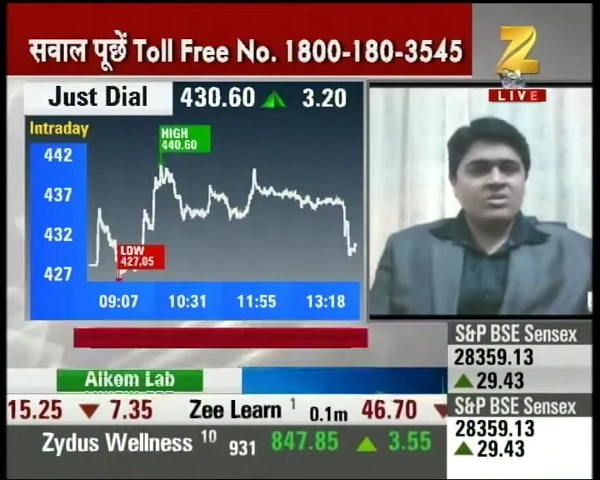 सवाल पूछें Toll Free No. 1800-180-3545
Z
LIVE
Just Dial 430.60 ▲ 3.20
Intraday
442
437
432
427
HIGH
440.60
LOW
427.05
09:07 10:31 11:55 13:18
S&P BSE Sensex
28359.13
▲ 29.43
Alkem Lab
15.25 ▼ 7.35 Zee Learn 1 0.1m 46.70 ▼
S&P BSE Sensex
28359.13
▲ 29.43
Zydus Wellness 10 931 847.85 ▲ 3.55